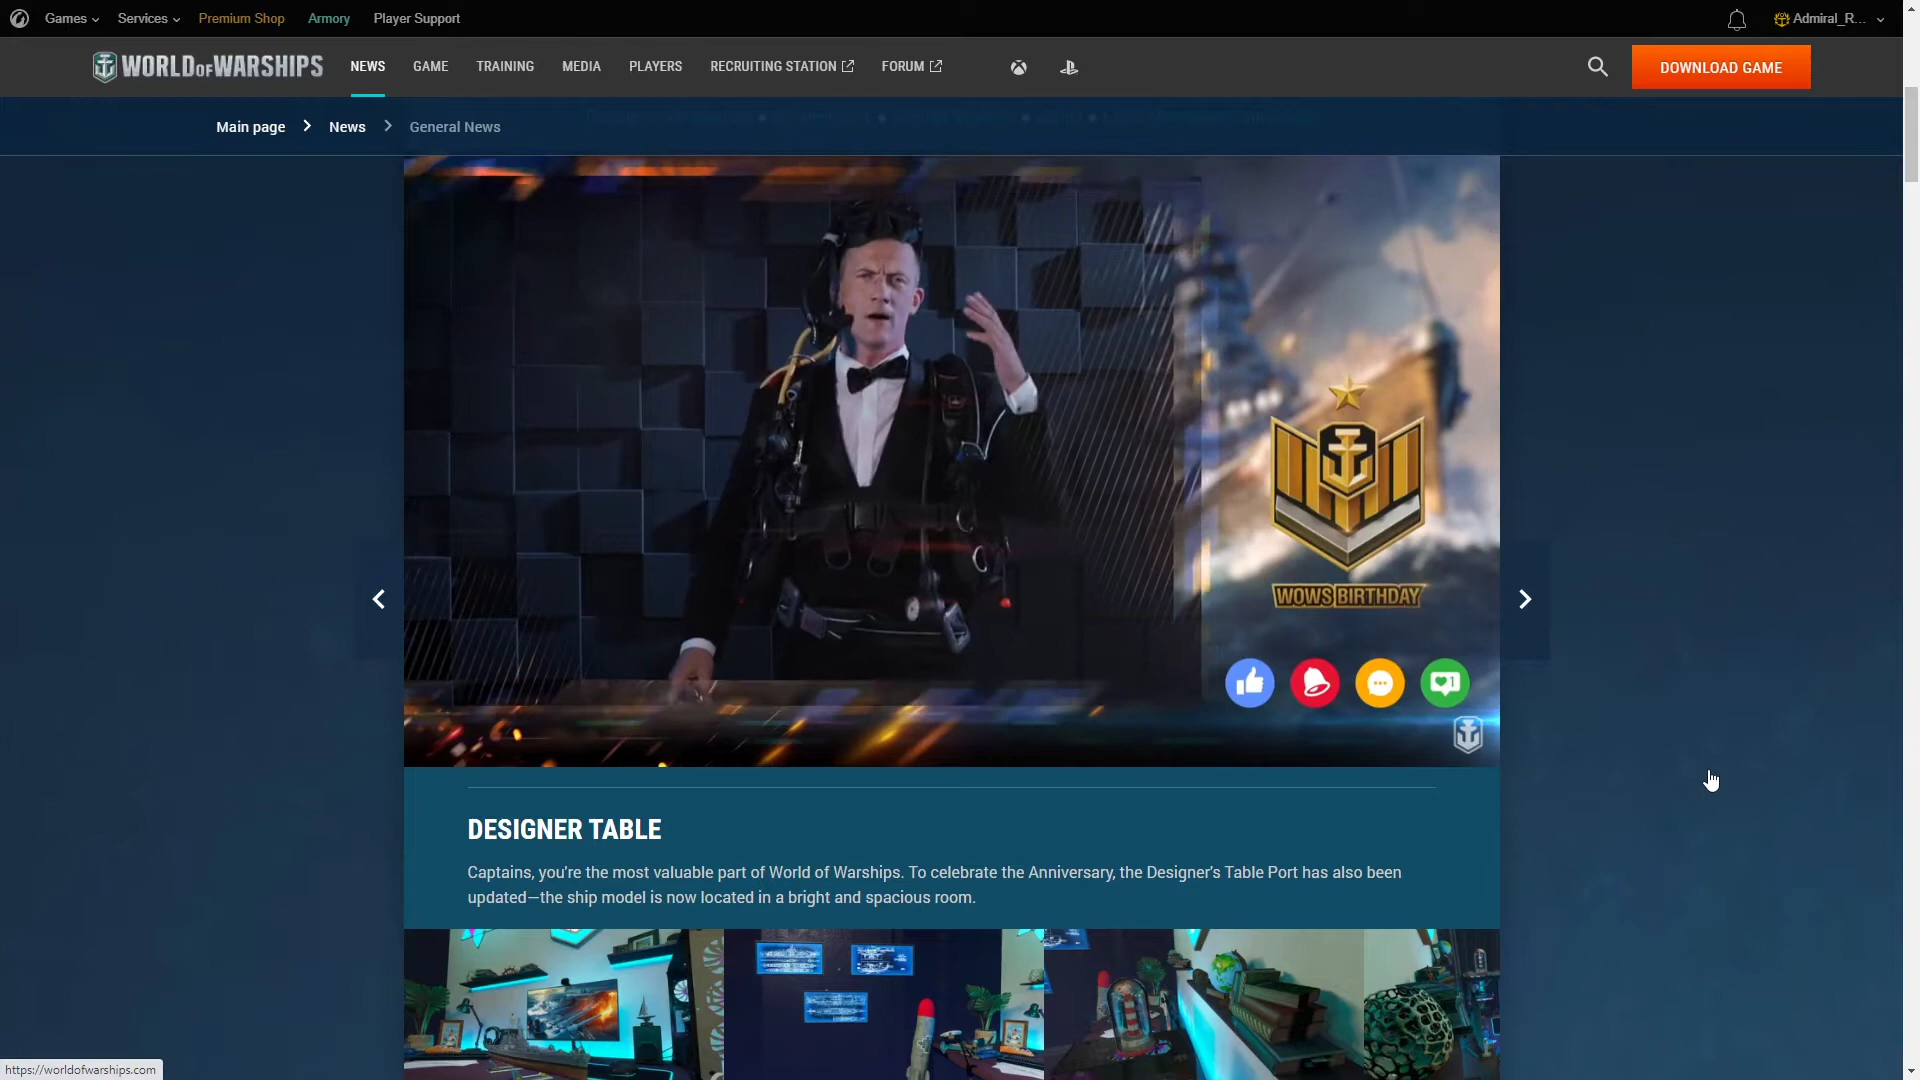 Games
Services
Premium Shop
Armory
Player Support
Admiral_R...
WORLD OF WARSHIPS
NEWS
GAME
TRAINING
MEDIA
PLAYERS
RECRUITING STATION
FORUM
DOWNLOAD GAME
Main page
News
General News
WOWS BIRTHDAY
1
DESIGNER TABLE
Captains, you're the most valuable part of World of Warships. To celebrate the Anniversary, the Designer's Table Port has also been
updated—the ship model is now located in a bright and spacious room.
https://worldofwarships.com